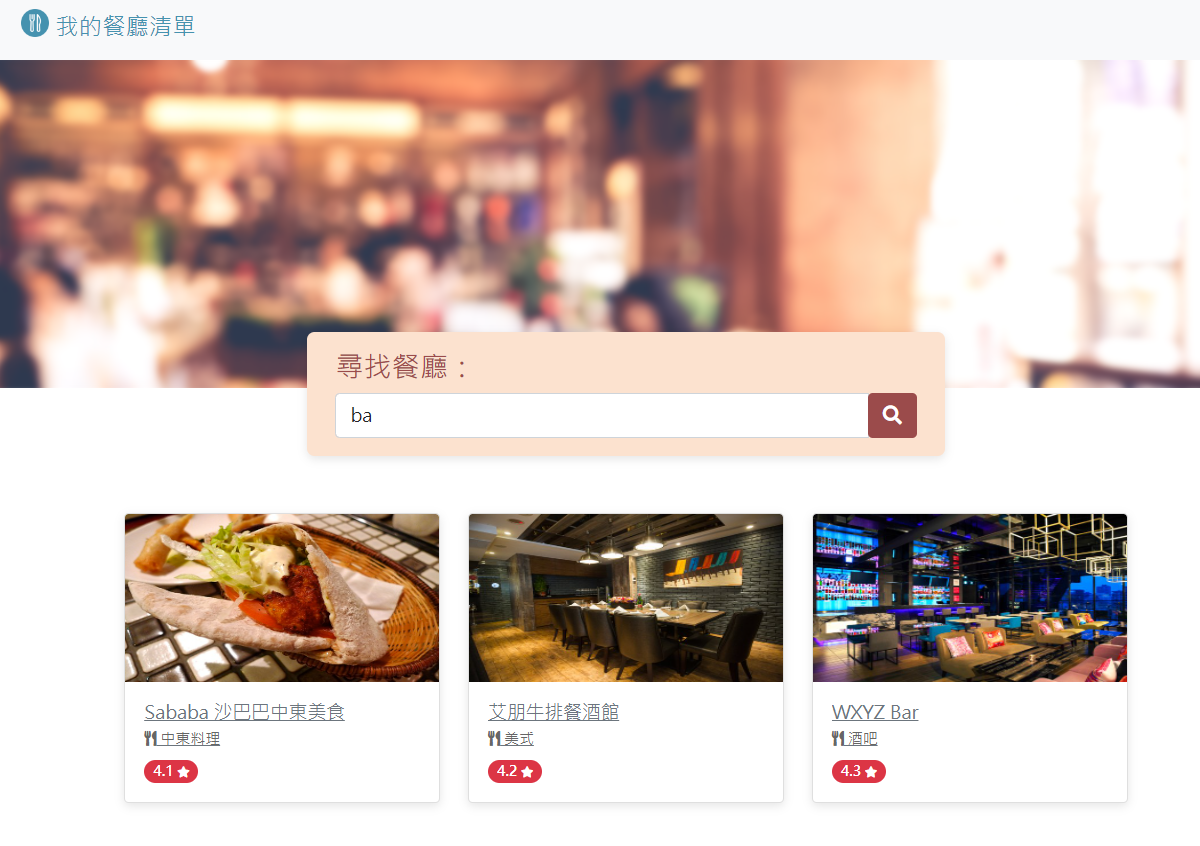 我的餐廳清單
尋找餐廳：
ba
Sababa 沙巴巴中東美食
中東料理
4.1
艾朋牛排餐酒館
美式
4.2
WXYZ Bar
酒吧
4.3